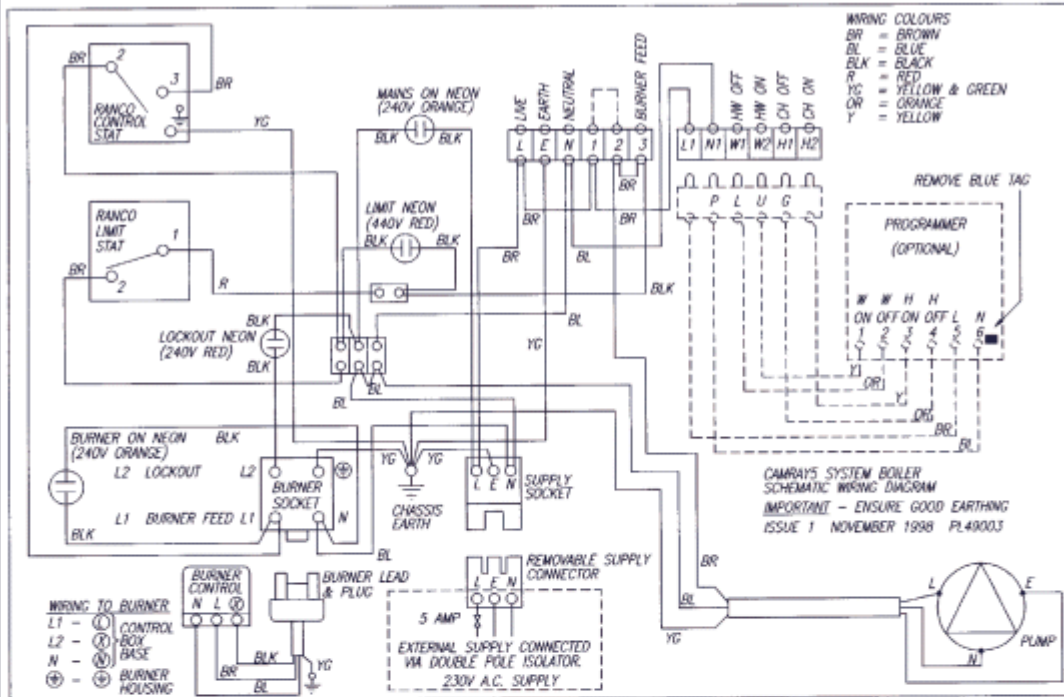 WIRING COLOURS
BR = BROWN
BL = BLUE
BLK = BLACK
R = RED
YG = YELLOW & GREEN
OR = ORANGE
Y = YELLOW
BR
2
3
BR
RANCO
CONTROL
STAT
YG
MAINS ON NEON
(240V ORANGE)
BLK
BLK
LIVE
EARTH
NEUTRAL
BURNER FEED
L E N 1 2 3
BR
BR
BR
HW OFF
HW ON
CH OFF
CH ON
L1 N1 W1 W2 H1 H2
P L U G
REMOVE BLUE TAG
PROGRAMMER
(OPTIONAL)
W W H H
ON OFF ON OFF L N
1 2 3 4 5 6
Y
OR
Y
OR
BR
BL
RANCO
LIMIT
STAT
1
BR
2
LIMIT NEON
(440V RED)
BLK
BLK
R
BR
BL
BLK
BL
YG
LOCKOUT NEON
(240V RED)
BLK
BLK
BLK
BL
BL
BURNER ON NEON
(240V ORANGE)
BLK
L2 LOCKOUT L2
BURNER
SOCKET
L1 BURNER FEED L1
N
BLK
BL
YG
YG
CHASSIS
EARTH
L E N
SUPPLY
SOCKET
CAMRAY5 SYSTEM BOILER
SCHEMATIC WIRING DIAGRAM
IMPORTANT - ENSURE GOOD EARTHING
ISSUE 1 NOVEMBER 1998 PL49003
BURNER
CONTROL
N L X
BURNER LEAD
& PLUG
BLK
BR
BL
YG
WIRING TO BURNER
L1 - L
L2 - X
N - N
CONTROL
BOX
BASE
BURNER
HOUSING
REMOVABLE SUPPLY
CONNECTOR
L E N
5 AMP
EXTERNAL SUPPLY CONNECTED
VIA DOUBLE POLE ISOLATOR.
230V A.C. SUPPLY
BR
BL
YG
L
E
N
PUMP